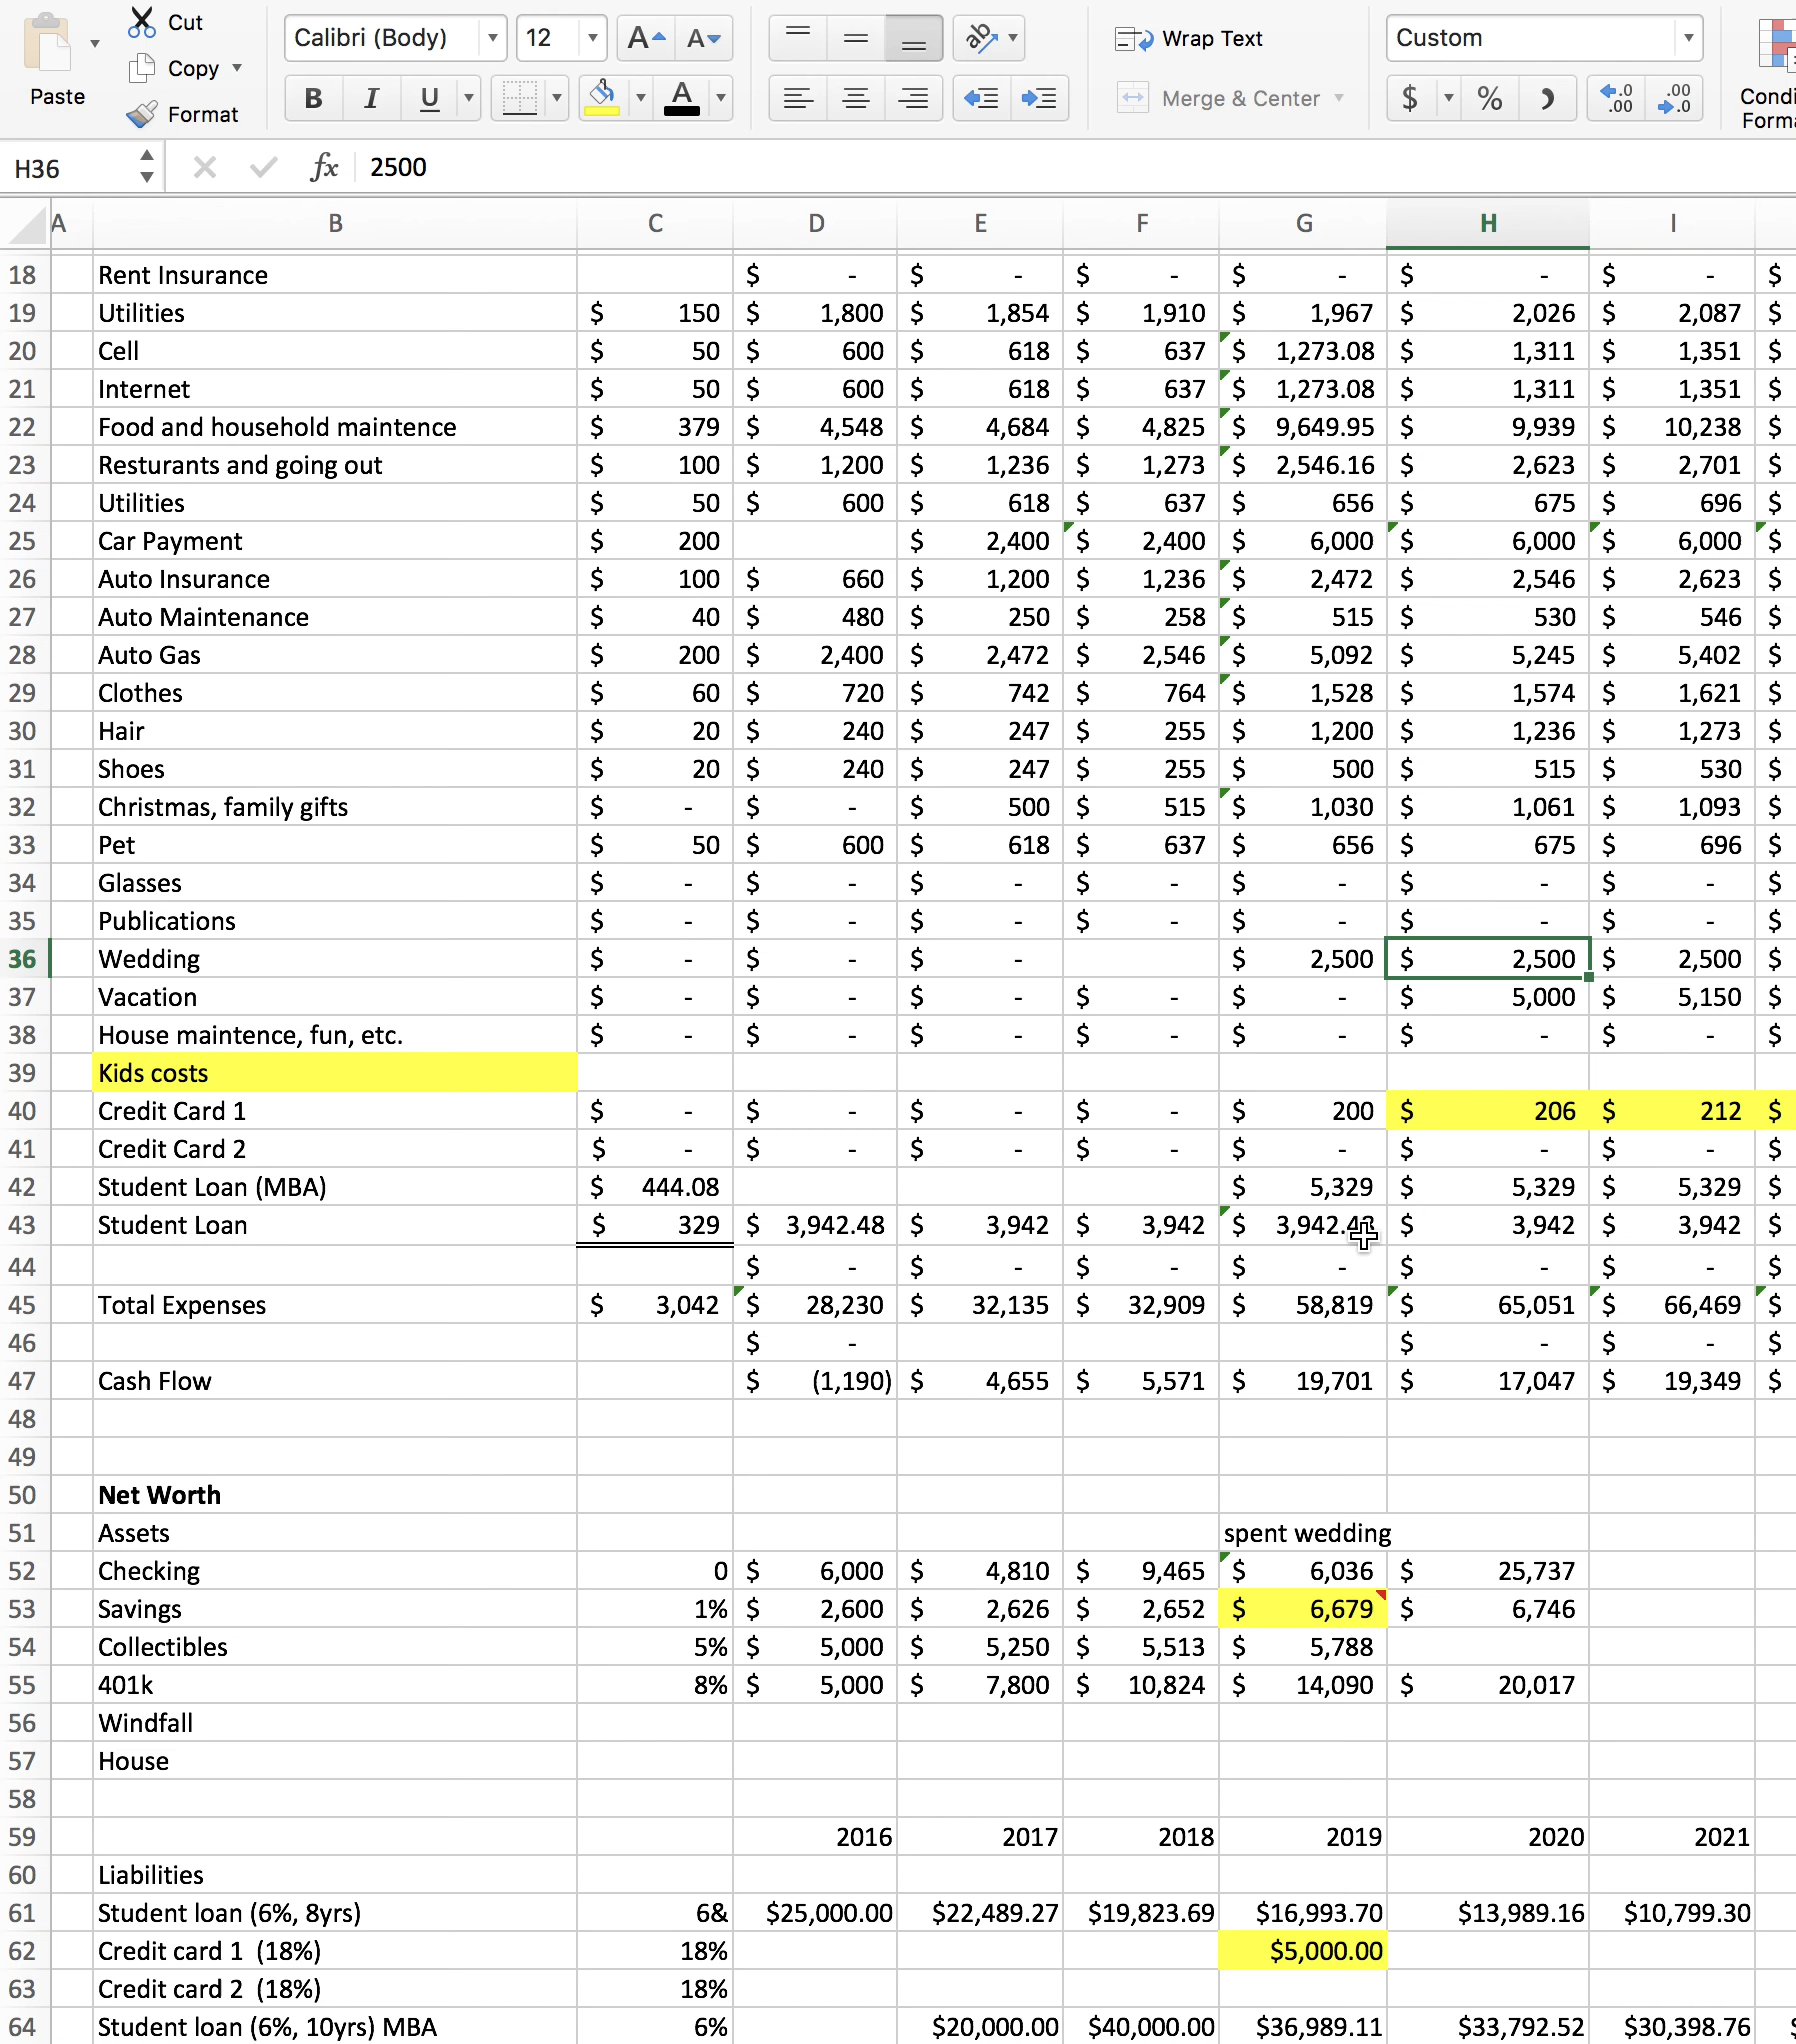 Cut
Calibri (Body) 12 A A ab Wrap Text Custom
Copy
Paste B I U A Merge & Center $ % .0 .00 .00 .0 Condi
Format Forma
H36 fx 2500
A B C D E F G H I
18 Rent Insurance $ - $ - $ - $ - $ - $ - $
19 Utilities $ 150 $ 1,800 $ 1,854 $ 1,910 $ 1,967 $ 2,026 $ 2,087 $
20 Cell $ 50 $ 600 $ 618 $ 637 $ 1,273.08 $ 1,311 $ 1,351 $
21 Internet $ 50 $ 600 $ 618 $ 637 $ 1,273.08 $ 1,311 $ 1,351 $
22 Food and household maintence $ 379 $ 4,548 $ 4,684 $ 4,825 $ 9,649.95 $ 9,939 $ 10,238 $
23 Resturants and going out $ 100 $ 1,200 $ 1,236 $ 1,273 $ 2,546.16 $ 2,623 $ 2,701 $
24 Utilities $ 50 $ 600 $ 618 $ 637 $ 656 $ 675 $ 696 $
25 Car Payment $ 200 $ 2,400 $ 2,400 $ 6,000 $ 6,000 $ 6,000 $
26 Auto Insurance $ 100 $ 660 $ 1,200 $ 1,236 $ 2,472 $ 2,546 $ 2,623 $
27 Auto Maintenance $ 40 $ 480 $ 250 $ 258 $ 515 $ 530 $ 546 $
28 Auto Gas $ 200 $ 2,400 $ 2,472 $ 2,546 $ 5,092 $ 5,245 $ 5,402 $
29 Clothes $ 60 $ 720 $ 742 $ 764 $ 1,528 $ 1,574 $ 1,621 $
30 Hair $ 20 $ 240 $ 247 $ 255 $ 1,200 $ 1,236 $ 1,273 $
31 Shoes $ 20 $ 240 $ 247 $ 255 $ 500 $ 515 $ 530 $
32 Christmas, family gifts $ - $ - $ 500 $ 515 $ 1,030 $ 1,061 $ 1,093 $
33 Pet $ 50 $ 600 $ 618 $ 637 $ 656 $ 675 $ 696 $
34 Glasses $ - $ - $ - $ - $ - $ - $ - $
35 Publications $ - $ - $ - $ - $ - $ - $ - $
36 Wedding $ - $ - $ - $ 2,500 $ 2,500 $ 2,500 $
37 Vacation $ - $ - $ - $ - $ - $ 5,000 $ 5,150 $
38 House maintence, fun, etc. $ - $ - $ - $ - $ - $ - $ - $
39 Kids costs
40 Credit Card 1 $ - $ - $ - $ - $ 200 $ 206 $ 212 $
41 Credit Card 2 $ - $ - $ - $ - $ - $ - $ - $
42 Student Loan (MBA) $ 444.08 $ 5,329 $ 5,329 $ 5,329 $
43 Student Loan $ 329 $ 3,942.48 $ 3,942 $ 3,942 $ 3,942.48 $ 3,942 $ 3,942 $
44 $ - $ - $ - $ - $ - $ - $
45 Total Expenses $ 3,042 $ 28,230 $ 32,135 $ 32,909 $ 58,819 $ 65,051 $ 66,469 $
46 $ - $ - $ - $
47 Cash Flow $ (1,190) $ 4,655 $ 5,571 $ 19,701 $ 17,047 $ 19,349 $
48
49
50 Net Worth
51 Assets spent wedding
52 Checking 0 $ 6,000 $ 4,810 $ 9,465 $ 6,036 $ 25,737
53 Savings 1% $ 2,600 $ 2,626 $ 2,652 $ 6,679 $ 6,746
54 Collectibles 5% $ 5,000 $ 5,250 $ 5,513 $ 5,788
55 401k 8% $ 5,000 $ 7,800 $ 10,824 $ 14,090 $ 20,017
56 Windfall
57 House
58
59 2016 2017 2018 2019 2020 2021
60 Liabilities
61 Student loan (6%, 8yrs) 6& $25,000.00 $22,489.27 $19,823.69 $16,993.70 $13,989.16 $10,799.30
62 Credit card 1 (18%) 18% $5,000.00
63 Credit card 2 (18%) 18%
64 Student loan (6%, 10yrs) MBA 6% $20,000.00 $40,000.00 $36,989.11 $33,792.52 $30,398.76